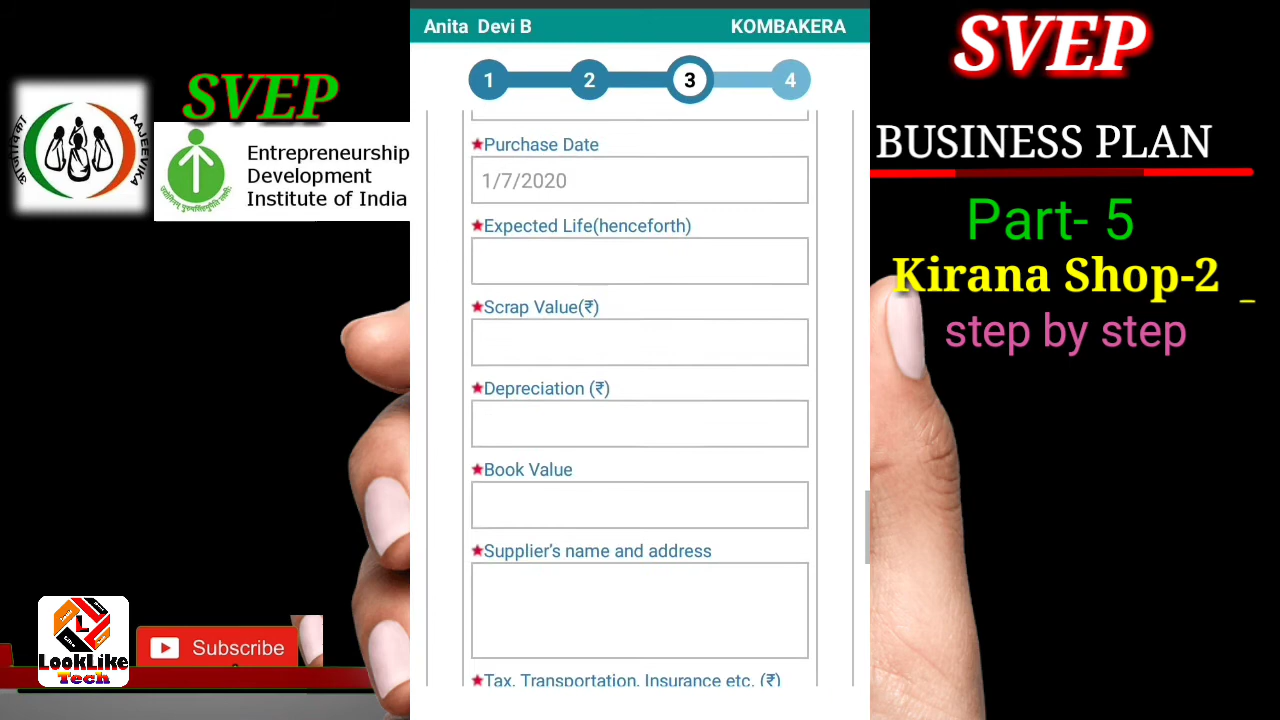 Anita Devi B
KOMBAKERA
1
2
3
4
★Purchase Date
1/7/2020
★Expected Life(henceforth)
★Scrap Value(₹)
★Depreciation (₹)
★Book Value
★Supplier's name and address
★Tax, Transportation, Insurance etc. (₹)
SVEP
आजीविका
AAJEEVIKA
Entrepreneurship
Development
Institute of India
SVEP
BUSINESS PLAN
Part- 5
Kirana Shop-2 _
step by step
L
LookLike
Tech
Subscribe